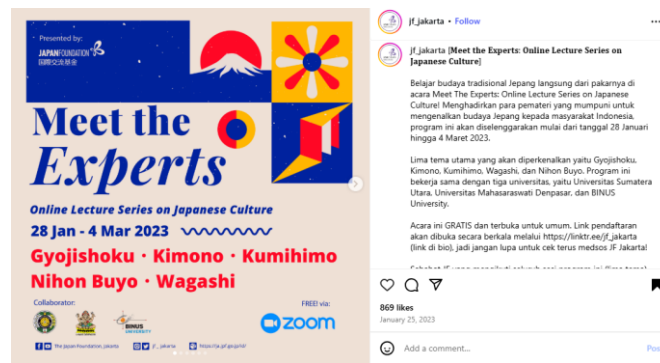 Presented by:
JAPANFOUNDATION
国際交流基金
Meet the
Experts
Online Lecture Series on Japanese Culture
28 Jan - 4 Mar 2023
Gyojishoku · Kimono · Kumihimo
Nihon Buyo · Wagashi
Collaborator:
FREE! via:
BINUS
UNIVERSITY
zoom
The Japan Foundation, Jakarta
jf_jakarta
jf_jakarta • Follow
jf_jakarta [Meet the Experts: Online Lecture Series on
Japanese Culture]
Belajar budaya tradisional Jepang langsung dari pakarnya di
acara Meet The Experts: Online Lecture Series on Japanese
Culture! Menghadirkan para pemateri yang mumpuni untuk
mengenalkan budaya Jepang kepada masyarakat Indonesia,
program ini akan diselenggarakan mulai dari tanggal 28 Januari
hingga 4 Maret 2023.
Lima tema utama yang akan diperkenalkan yaitu Gyojishoku,
Kimono, Kumihimo, Wagashi, dan Nihon Buyo. Program ini
bekerja sama dengan tiga universitas, yaitu Universitas Sumatera
Utara, Universitas Mahasaraswati Denpasar, dan BINUS
University.
Acara ini GRATIS dan terbuka untuk umum. Link pendaftaran
akan dibuka secara berkala melalui https://linktr.ee/jf_jakarta
(link di bio), jadi jangan lupa untuk cek terus medsos JF Jakarta!
869 likes
January 25, 2023
Add a comment...
Pos